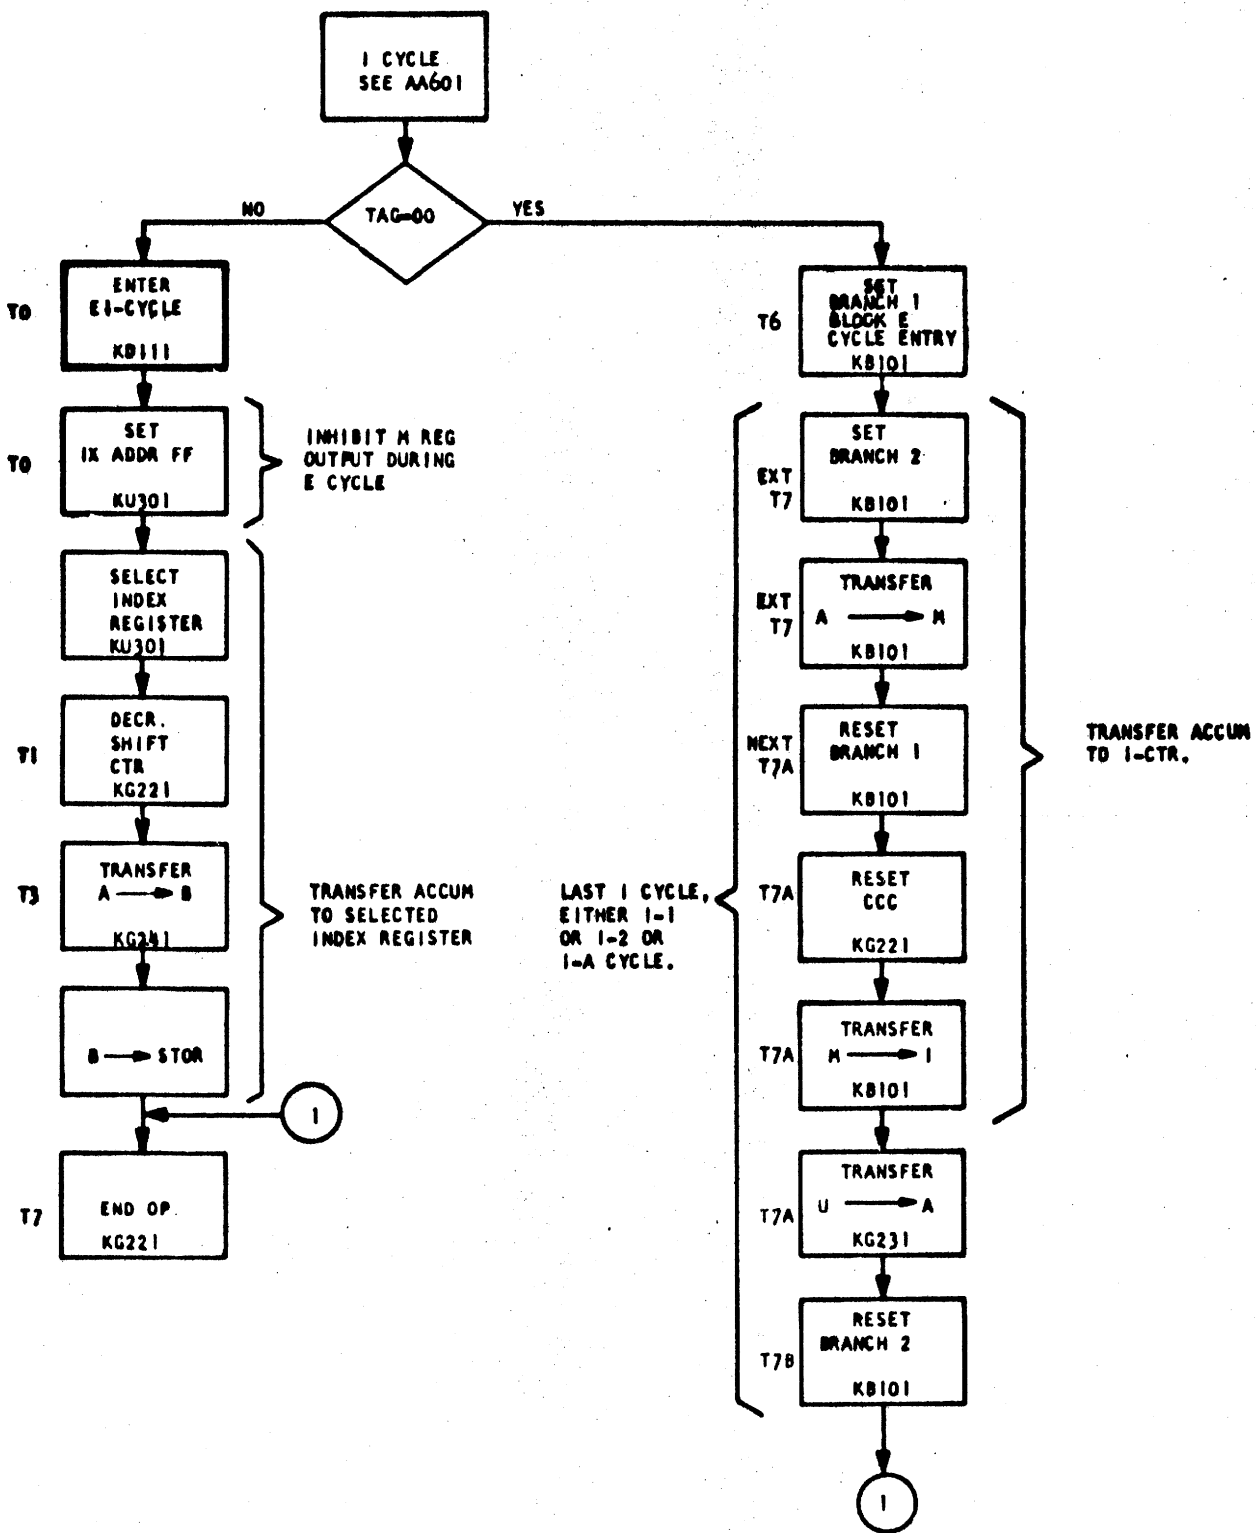 I CYCLE
SEE AA601
TAG=00
NO
YES
T0
ENTER
E1-CYCLE
KB111
T0
SET
IX ADDR FF
KU301
INHIBIT M REG
OUTPUT DURING
E CYCLE
SELECT
INDEX
REGISTER
KU301
T1
DECR.
SHIFT
CTR
KG221
T3
TRANSFER
A → B
KG241
B → STOR
TRANSFER ACCUM
TO SELECTED
INDEX REGISTER
1
T7
END OP.
KG221
T6
SET
BRANCH 1
BLOCK E
CYCLE ENTRY
KB101
EXT
T7
SET
BRANCH 2
KB101
EXT
T7
TRANSFER
A → M
KB101
NEXT
T7A
RESET
BRANCH 1
KB101
T7A
RESET
CCC
KG221
T7A
TRANSFER
M → I
KB101
TRANSFER ACCUM
TO I-CTR.
LAST I CYCLE,
EITHER I-1
OR I-2 OR
I-A CYCLE.
T7A
TRANSFER
U → A
KG231
T7B
RESET
BRANCH 2
KB101
1